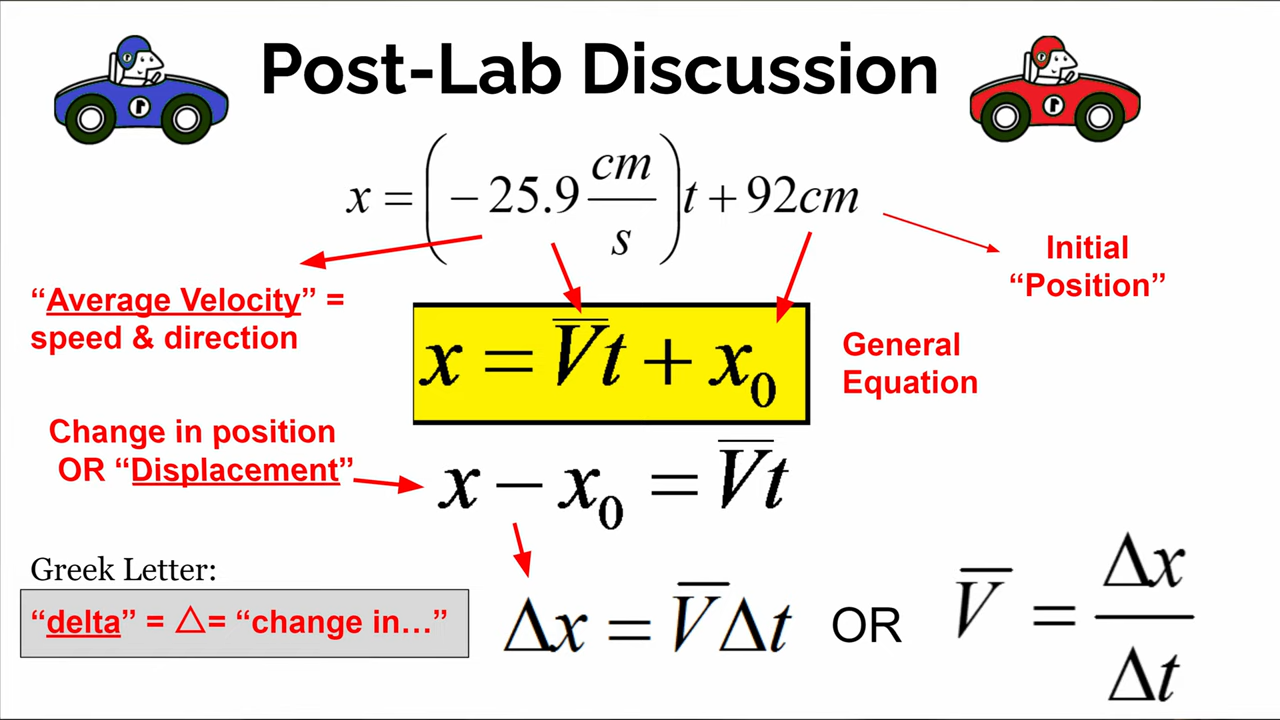 Post-Lab Discussion
x = (−25.9 cm/s) t + 92cm
Initial
“Position”
“Average Velocity” =
speed & direction
x = V̅t + x₀
General
Equation
Change in position
OR “Displacement”
x − x₀ = V̅t
Greek Letter:
“delta” = △= “change in…”
Δx = V̅Δt OR V̅ = Δx/Δt